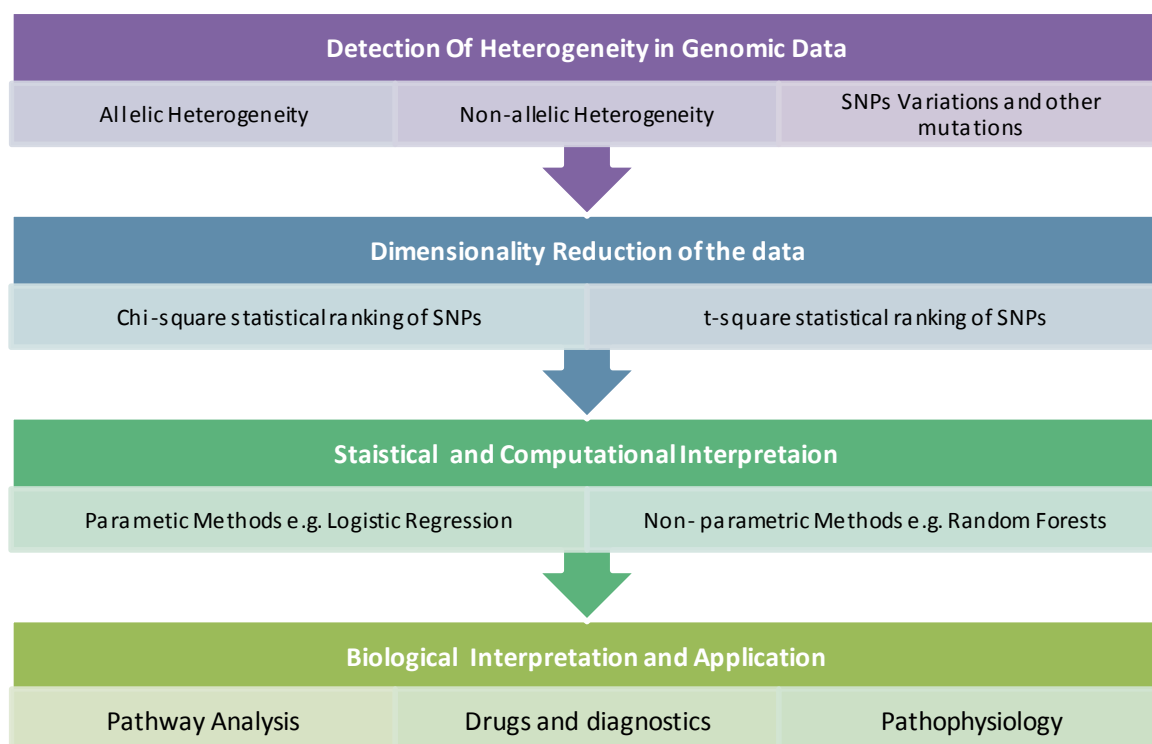 Detection Of Heterogeneity in Genomic Data
Allelic Heterogeneity
Non-allelic Heterogeneity
SNPs Variations and other
mutations
Dimensionality Reduction of the data
Chi-square statistical ranking of SNPs
t-square statistical ranking of SNPs
Staistical and Computational Interpretaion
Parametic Methods e.g. Logistic Regression
Non- parametric Methods e.g. Random Forests
Biological Interpretation and Application
Pathway Analysis
Drugs and diagnostics
Pathophysiology